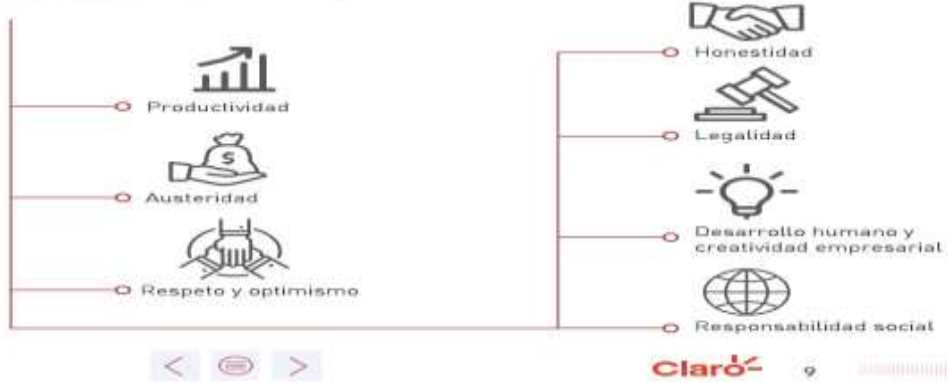 Productividad
$
Austeridad
Respeto y optimismo
Honestidad
Legalidad
Desarrollo humano y
creatividad empresarial
Responsabilidad social
Claro
9